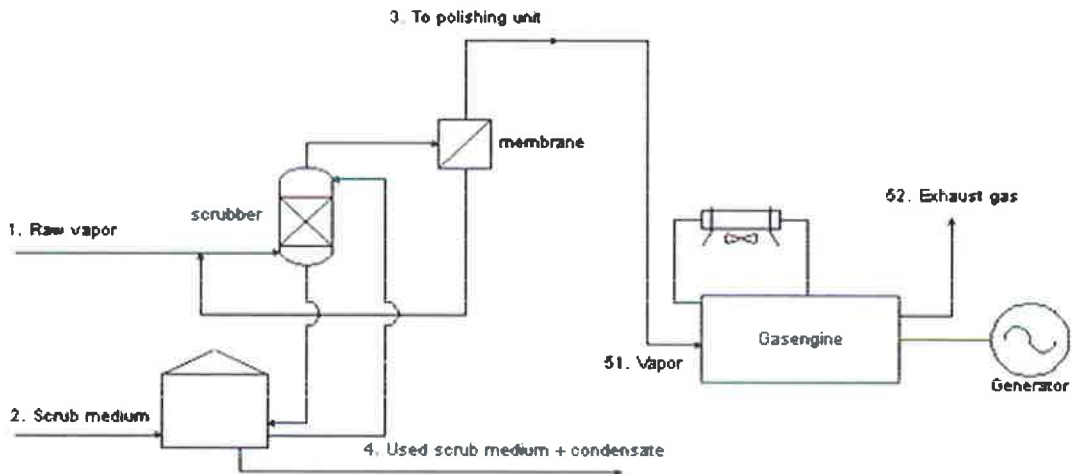 3. To polishing unit
membrane
scrubber
52. Exhaust gas
1. Raw vapor
Gasengine
51. Vapor
Generator
2. Scrub medium
4. Used scrub medium + condensate